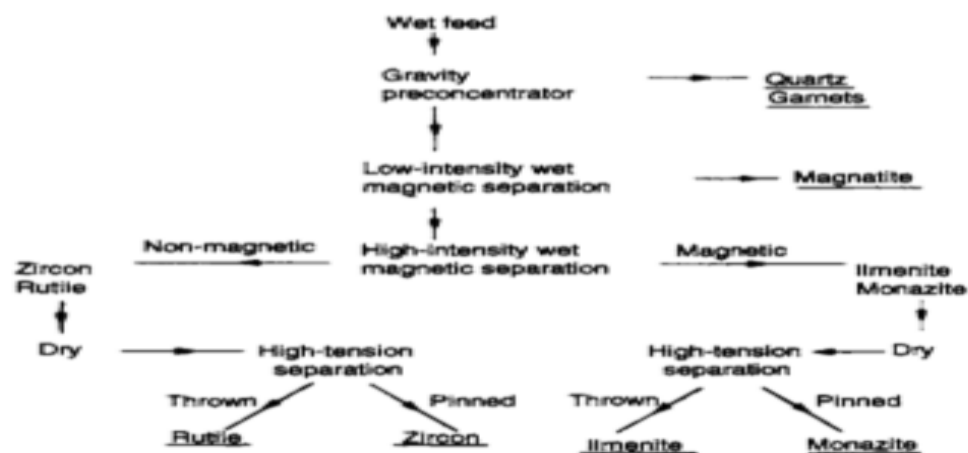 Wet feed
Gravity
preconcentrator
Quartz
Garnets
Low-intensity wet
magnetic separation
Magnatite
Non-magnetic
High-intensity wet
magnetic separation
Magnetic
Zircon
Rutile
Ilmenite
Monazite
Dry
High-tension
separation
High-tension
separation
Dry
Thrown
Pinned
Thrown
Pinned
Rutile
Zircon
Ilmenite
Monazite